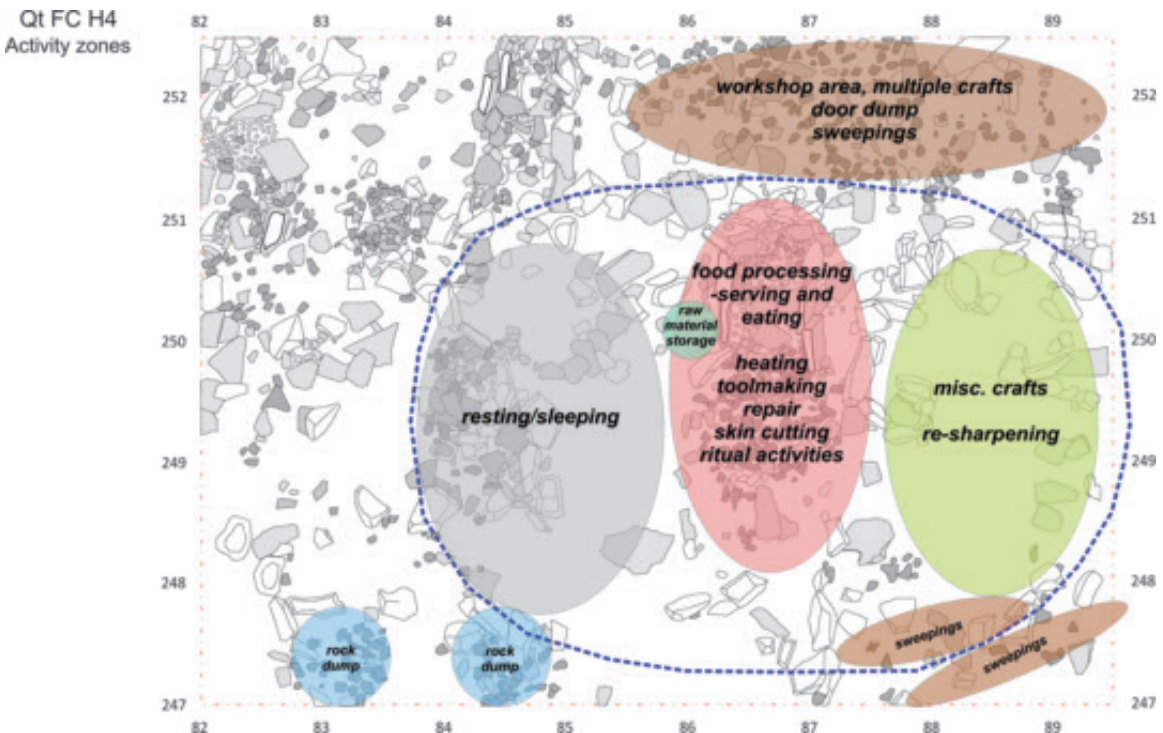 Qt FC H4
Activity zones
82 83 84 85 86 87 88 89
252 252
workshop area, multiple crafts
door dump
sweepings
251 251
food processing
-serving and
eating
raw
material
storage
250 250
heating
toolmaking
repair
skin cutting
ritual activities
resting/sleeping
misc. crafts
re-sharpening
249 249
248 248
sweepings
sweepings
rock
dump
rock
dump
247 247
82 83 84 85 86 87 88 89